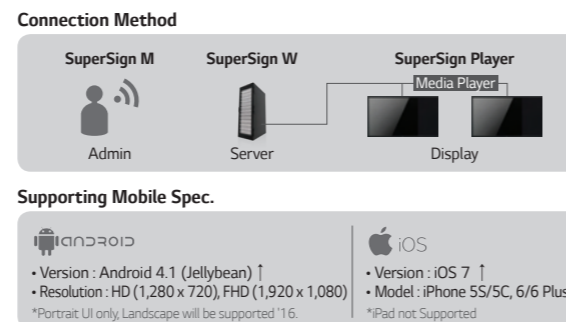 Connection Method
SuperSign M SuperSign W SuperSign Player
Media Player
Admin Server Display
Supporting Mobile Spec.
ANDROID
• Version : Android 4.1 (Jellybean) ↑
• Resolution : HD (1,280 x 720), FHD (1,920 x 1,080)
*Portrait UI only, Landscape will be supported '16.
iOS
• Version : iOS 7 ↑
• Model : iPhone 5S/5C, 6/6 Plus
*iPad not Supported